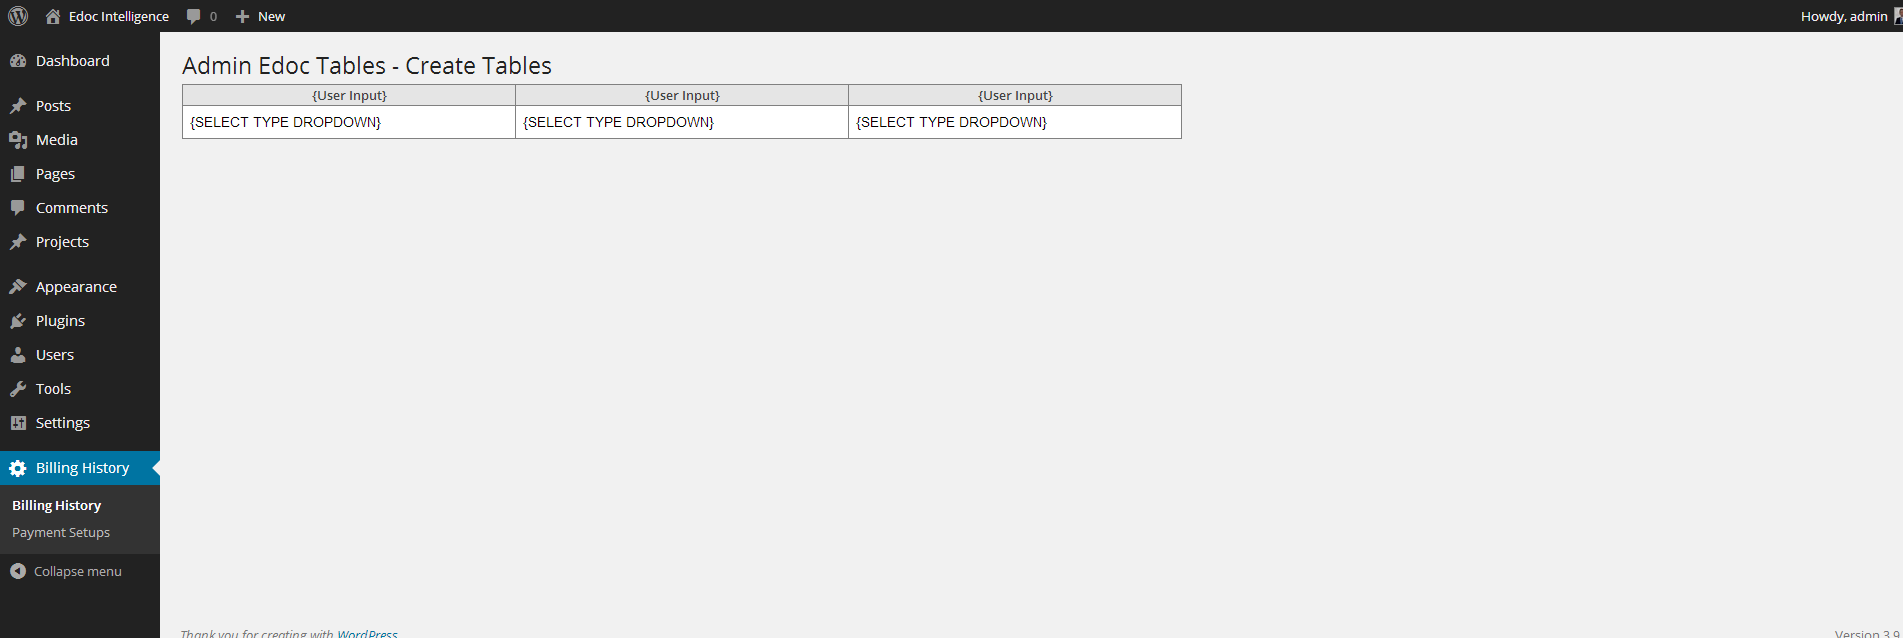 Edoc Intelligence 0 New Howdy, admin
Dashboard
Posts
Media
Pages
Comments
Projects
Appearance
Plugins
Users
Tools
Settings
Billing History
Billing History
Payment Setups
Collapse menu
Admin Edoc Tables - Create Tables
{User Input} {User Input} {User Input}
{SELECT TYPE DROPDOWN} {SELECT TYPE DROPDOWN} {SELECT TYPE DROPDOWN}
Thank you for creating with WordPress
Version 3.9